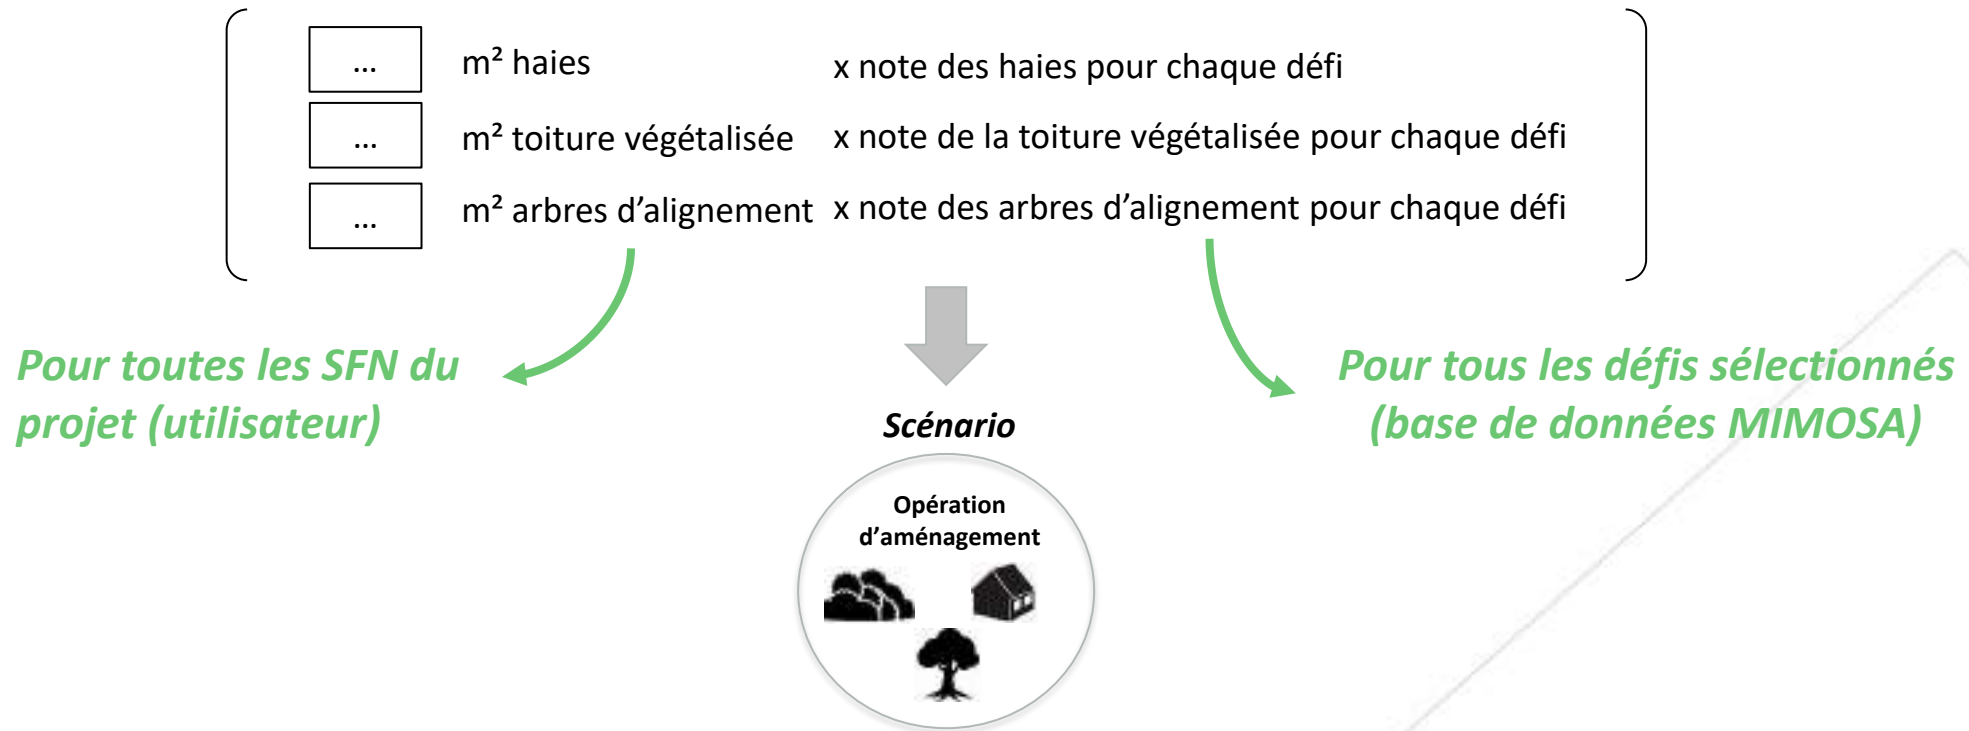 ... m² haies x note des haies pour chaque défi
... m² toiture végétalisée x note de la toiture végétalisée pour chaque défi
... m² arbres d’alignement x note des arbres d’alignement pour chaque défi
Pour toutes les SFN du
projet (utilisateur)
Pour tous les défis sélectionnés
(base de données MIMOSA)
Scénario
Opération
d’aménagement